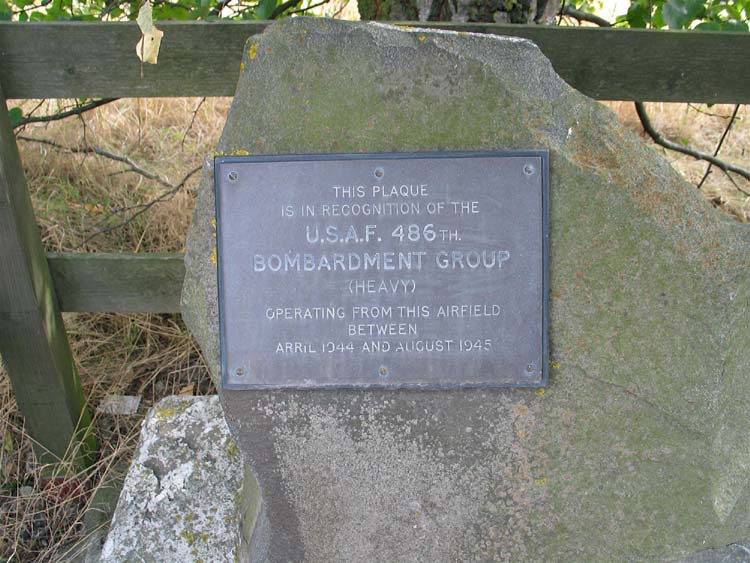 THIS PLAQUE
IS IN RECOGNITION OF THE
U.S.A.F. 486TH.
BOMBARDMENT GROUP
(HEAVY)
OPERATING FROM THIS AIRFIELD
BETWEEN
APRIL 1944 AND AUGUST 1945